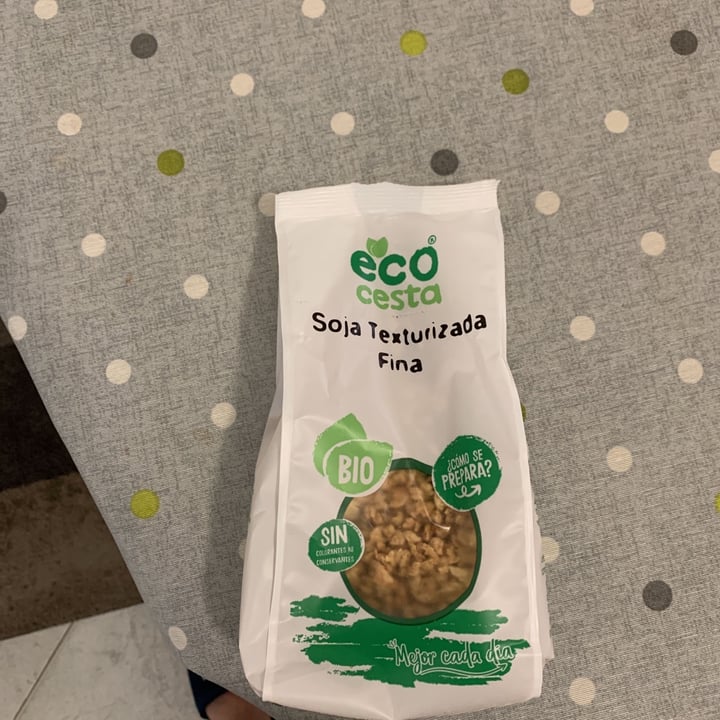 eco®
cesta
Soja Texturizada
Fina
BIO
¿CÓMO SE
PREPARA?
SIN
COLORANTES NI
CONSERVANTES
Mejor cada día